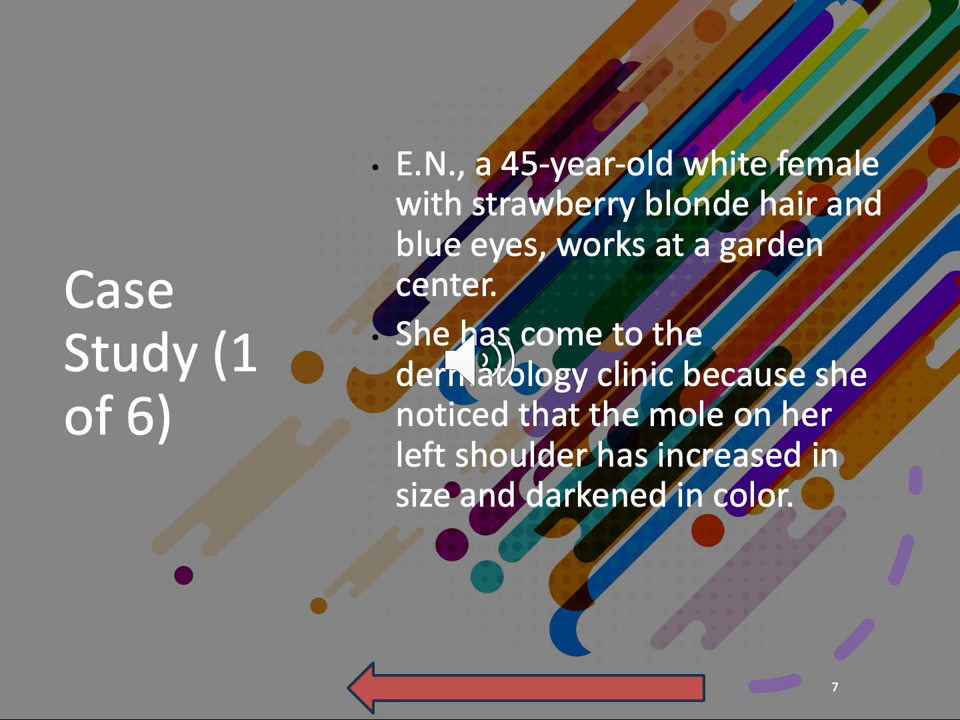 Case
Study (1
of 6)
• E.N., a 45-year-old white female
with strawberry blonde hair and
blue eyes, works at a garden
center.
• She has come to the
dermatology clinic because she
noticed that the mole on her
left shoulder has increased in
size and darkened in color.
7